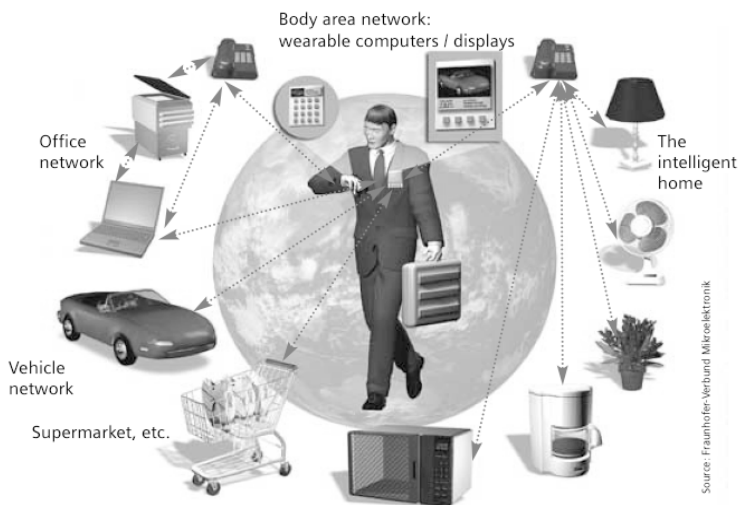 Body area network:
wearable computers / displays
Office
network
The
intelligent
home
Vehicle
network
Supermarket, etc.
Source: Fraunhofer-Verbund Mikroelektronik